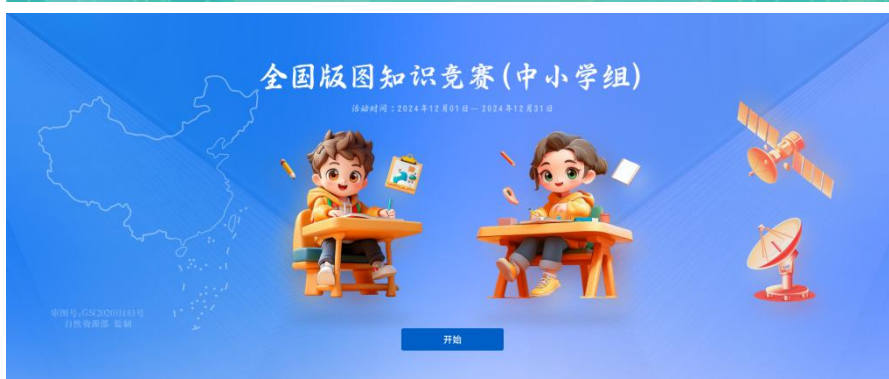 全国版图知识竞赛(中小学组)
活动时间：2024年12月01日—2024年12月31日
审图号:GS(2020)1183号
自然资源部 监制
开始